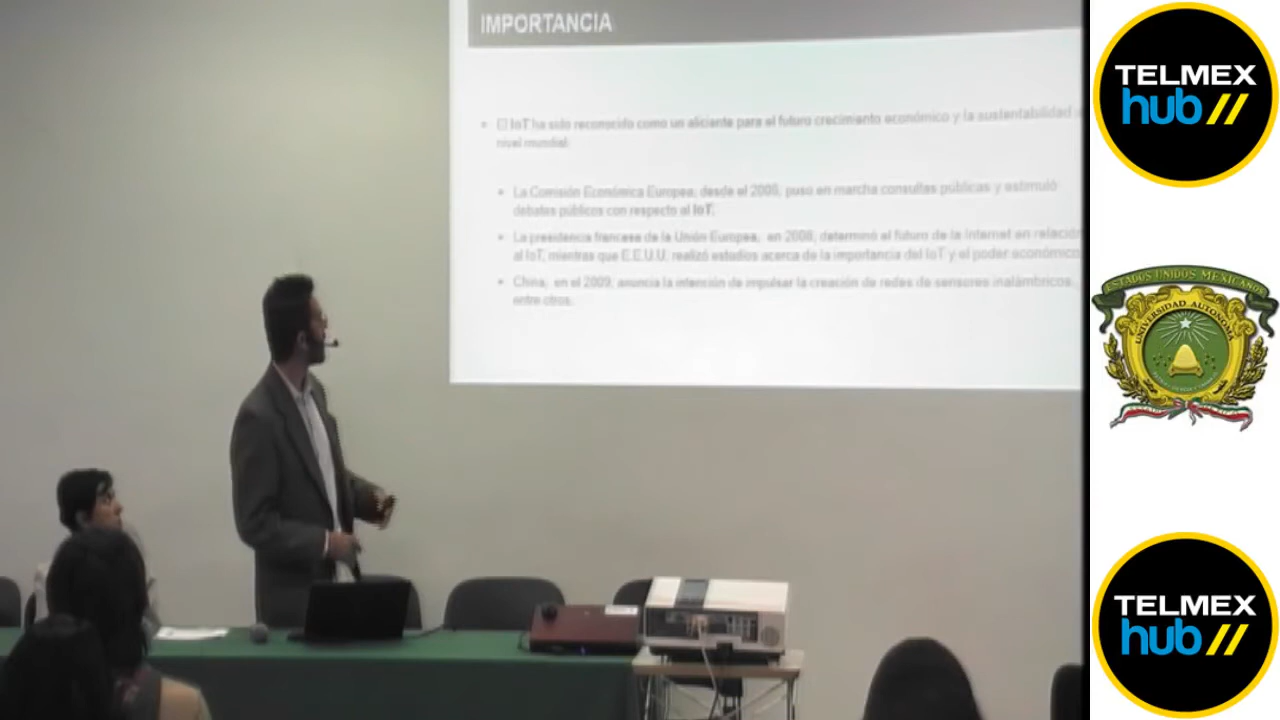 IMPORTANCIA
El IoT ha sido reconocido como un aliciente para el futuro crecimiento económico y la sustentabilidad a
nivel mundial:
La Comisión Económica Europea, desde el 2008, puso en marcha consultas públicas y estimuló
debates públicos con respecto al IoT.
La presidencia francesa de la Unión Europea, en 2008, determinó el futuro de la Internet en relación
al IoT, mientras que E.E.U.U. realizó estudios acerca de la importancia del IoT y el poder económico.
China, en el 2009, anuncia la intención de impulsar la creación de redes de sensores inalámbricos,
entre otros.
TELMEX
hub//
ESTADOS UNIDOS MEXICANOS
UNIVERSIDAD AUTONOMA
TELMEX
hub//